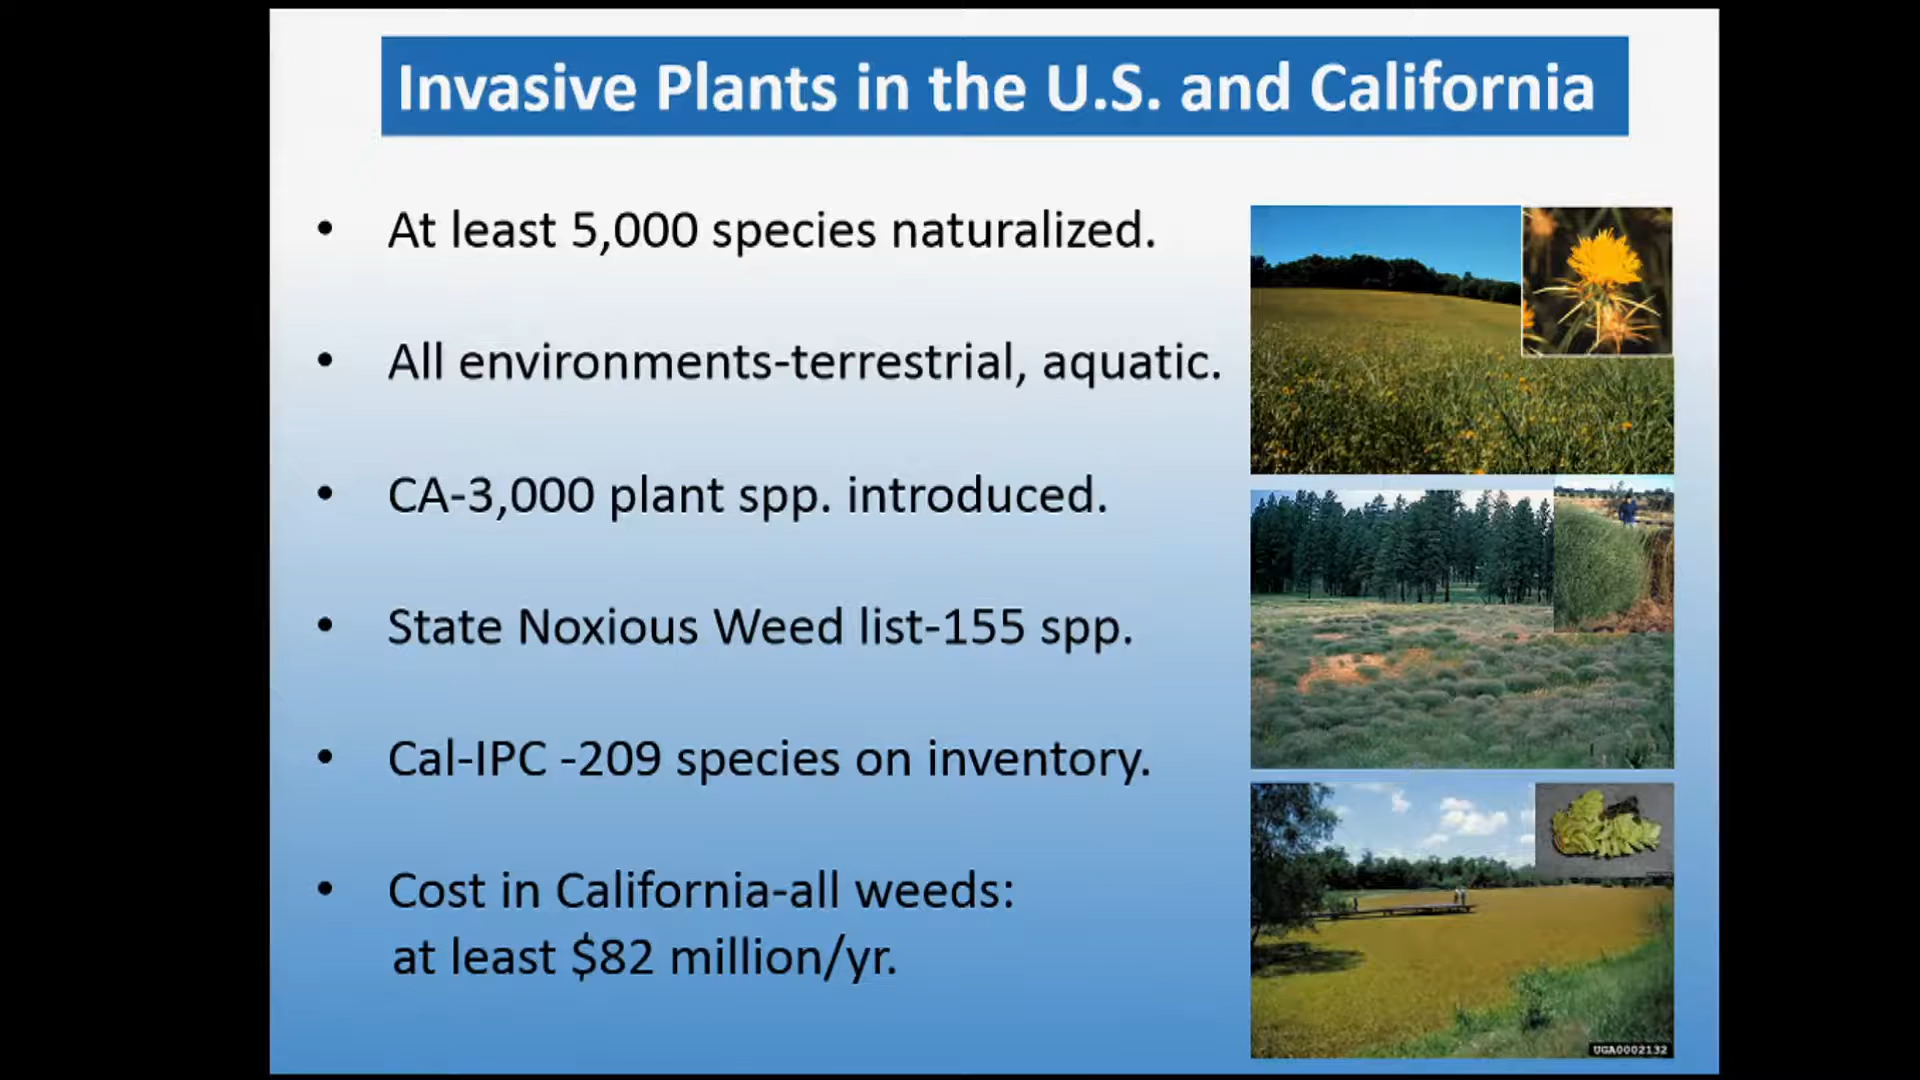 Invasive Plants in the U.S. and California
• At least 5,000 species naturalized.
• All environments-terrestrial, aquatic.
• CA-3,000 plant spp. introduced.
• State Noxious Weed list-155 spp.
• Cal-IPC -209 species on inventory.
• Cost in California-all weeds:
at least $82 million/yr.
UGA0002132